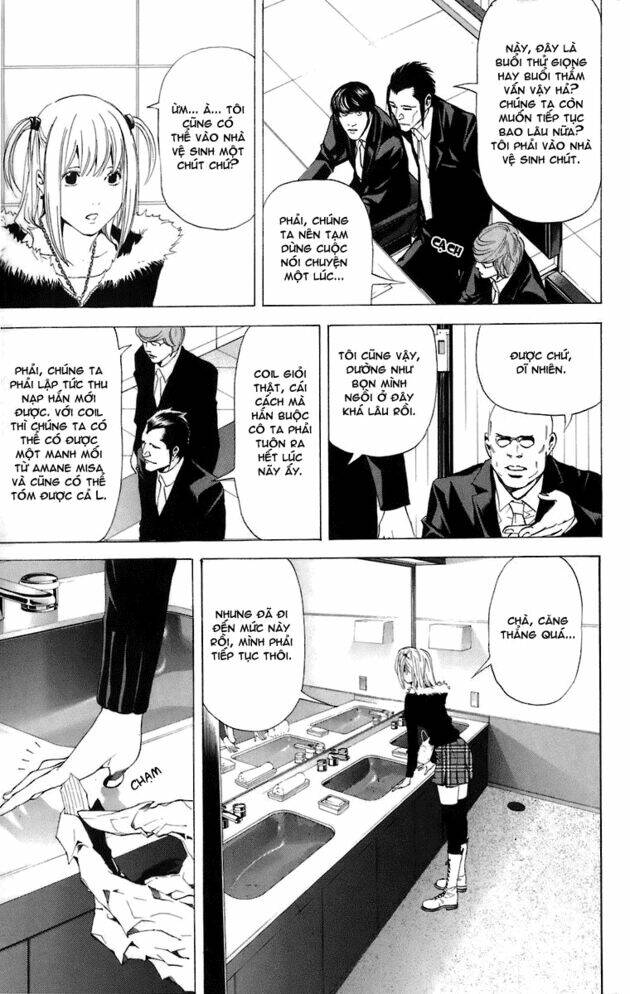 NÀY, ĐÂY LÀ
BUỔI THỬ GIỌNG
HAY BUỔI THẨM
VẤN VẬY HẢ?
CHÚNG TA CÒN
MUỐN TIẾP TỤC
BAO LÂU NỮA?
TÔI PHẢI VÀO NHÀ
VỆ SINH CHÚT.
PHẢI, CHÚNG
TA NÊN TẠM
DỪNG CUỘC
NÓI CHUYỆN
MỘT LÚC...
CẠCH
ỪM... À... TÔI
CŨNG CÓ
THỂ VÀO NHÀ
VỆ SINH MỘT
CHÚT CHỨ?
ĐƯỢC CHỨ,
DĨ NHIÊN.
TÔI CŨNG VẬY,
DƯỜNG NHƯ
BỌN MÌNH
NGỒI Ở ĐÂY
KHÁ LÂU RỒI.
COIL GIỎI
THẬT, CÁI
CÁCH MÀ
HẮN BUỘC
CÔ TA PHẢI
TUÔN RA
HẾT LÚC
NÃY ẤY.
PHẢI, CHÚNG TA
PHẢI LẬP TỨC THU
NẠP HẮN MỚI
ĐƯỢC. VỚI COIL
THÌ CHÚNG TA CÓ
THỂ CÓ ĐƯỢC
MỘT MANH MỐI
TỪ AMANE MISA
VÀ CŨNG CÓ THỂ
TÓM ĐƯỢC CẢ L.
CHÀ, CĂNG
THẲNG QUÁ...
NHƯNG ĐÃ ĐI
ĐẾN MỨC NÀY
RỒI, MÌNH PHẢI
TIẾP TỤC THÔI.
CHẠM